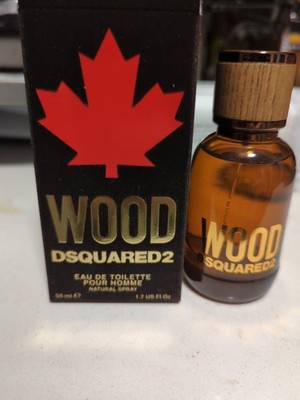 WOOD
DSQUARED2
EAU DE TOILETTE
POUR HOMME
NATURAL SPRAY
50 ml ℮ 1.7 US Fl Oz
WOOD
DSQUARED2